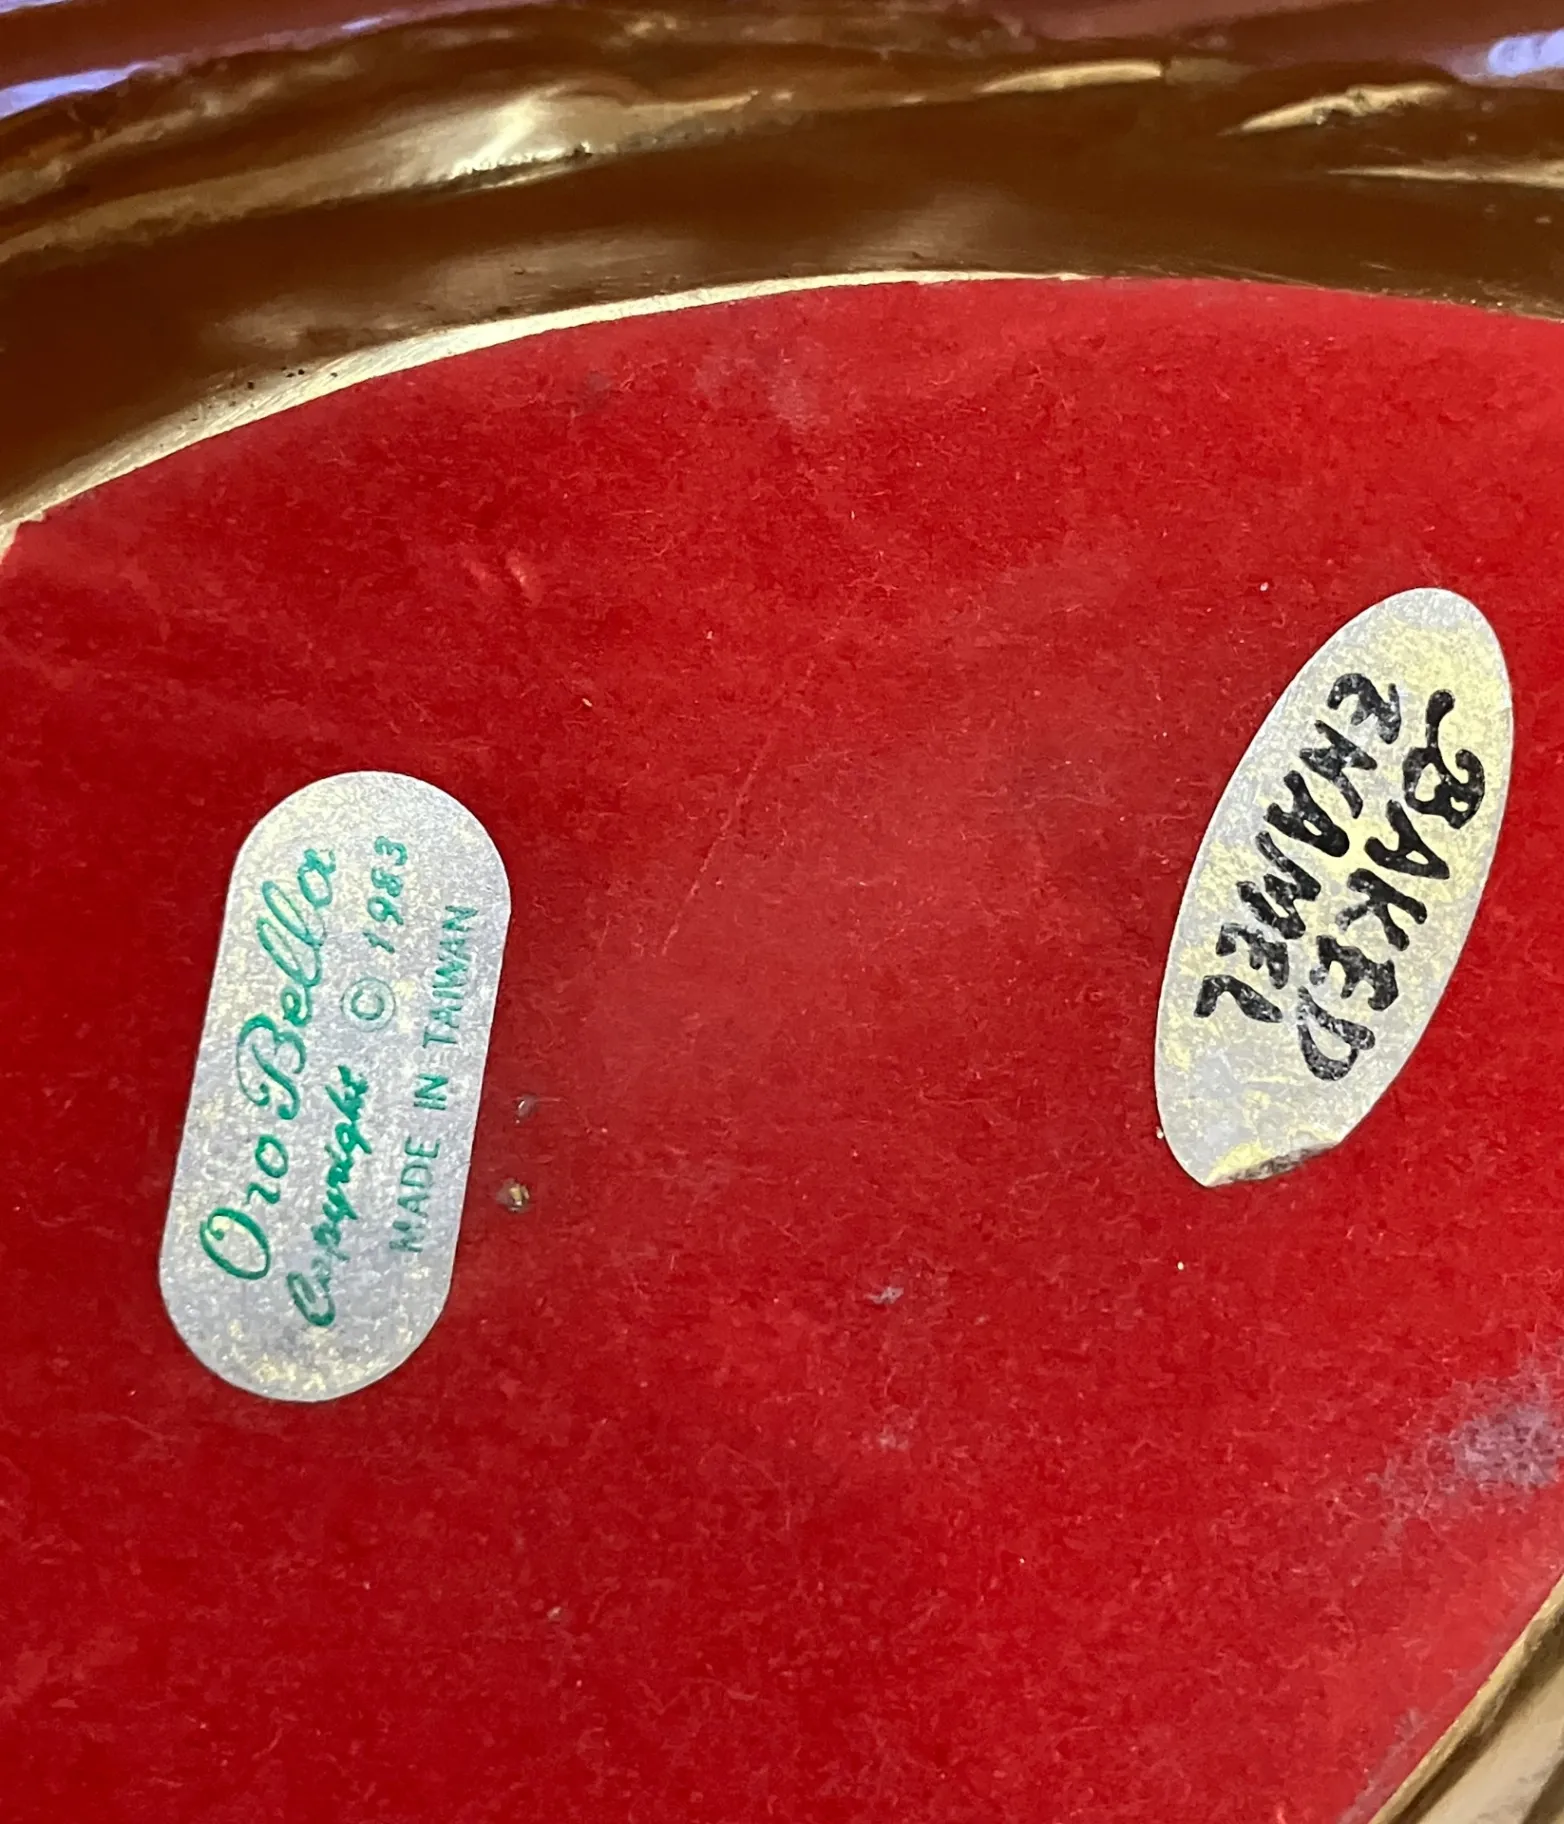 Oro Bella
Copyright © 1983
MADE IN TAIWAN
BAKED
ENAMEL